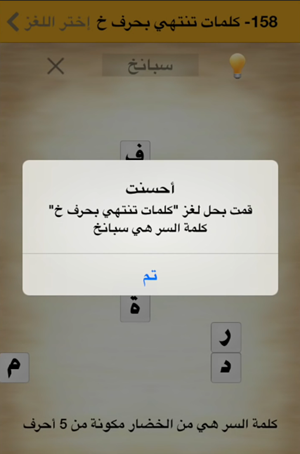 158- كلمات تنتهي بحرف خ
إختر اللغز
سبانخ
ف
أحسنت
قمت بحل لغز "كلمات تنتهي بحرف خ"
كلمة السر هي سبانخ
تم
ة
ر
د
م
كلمة السر هي من الخضار مكونة من 5 أحرف